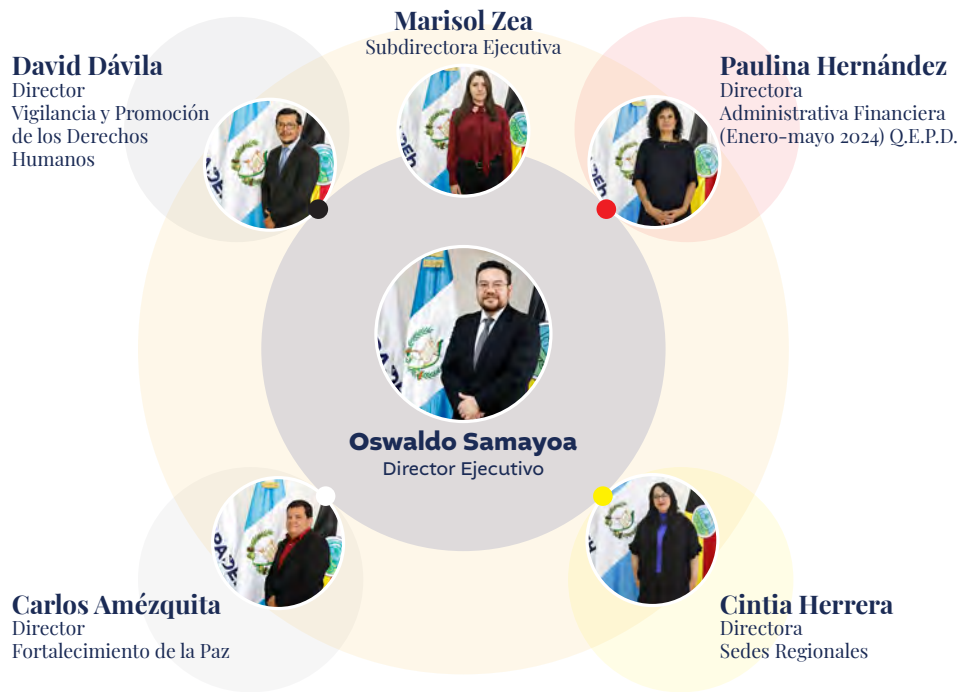 Marisol Zea
Subdirectora Ejecutiva
David Dávila
Director
Vigilancia y Promoción
de los Derechos
Humanos
Paulina Hernández
Directora
Administrativa Financiera
(Enero-mayo 2024) Q.E.P.D.
Oswaldo Samayoa
Director Ejecutivo
Carlos Amézquita
Director
Fortalecimiento de la Paz
Cintia Herrera
Directora
Sedes Regionales